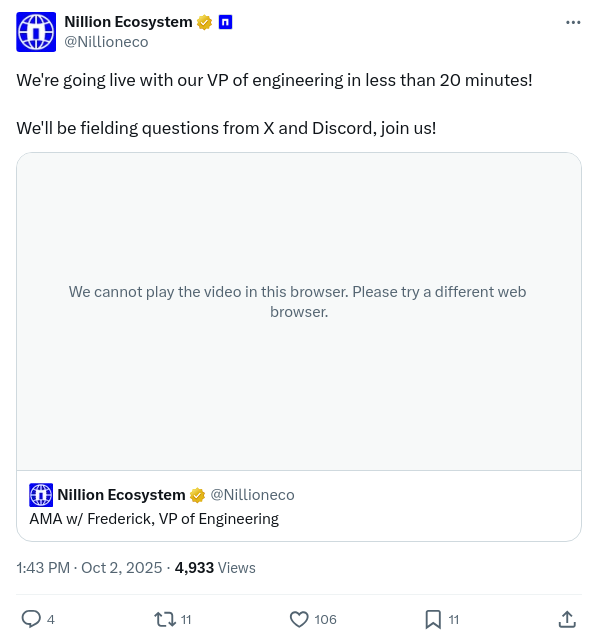 Nillion Ecosystem
@Nillioneco
We're going live with our VP of engineering in less than 20 minutes!
We'll be fielding questions from X and Discord, join us!
We cannot play the video in this browser. Please try a different web
browser.
Nillion Ecosystem @Nillioneco
AMA w/ Frederick, VP of Engineering
1:43 PM · Oct 2, 2025 · 4,933 Views
4 11 106 11